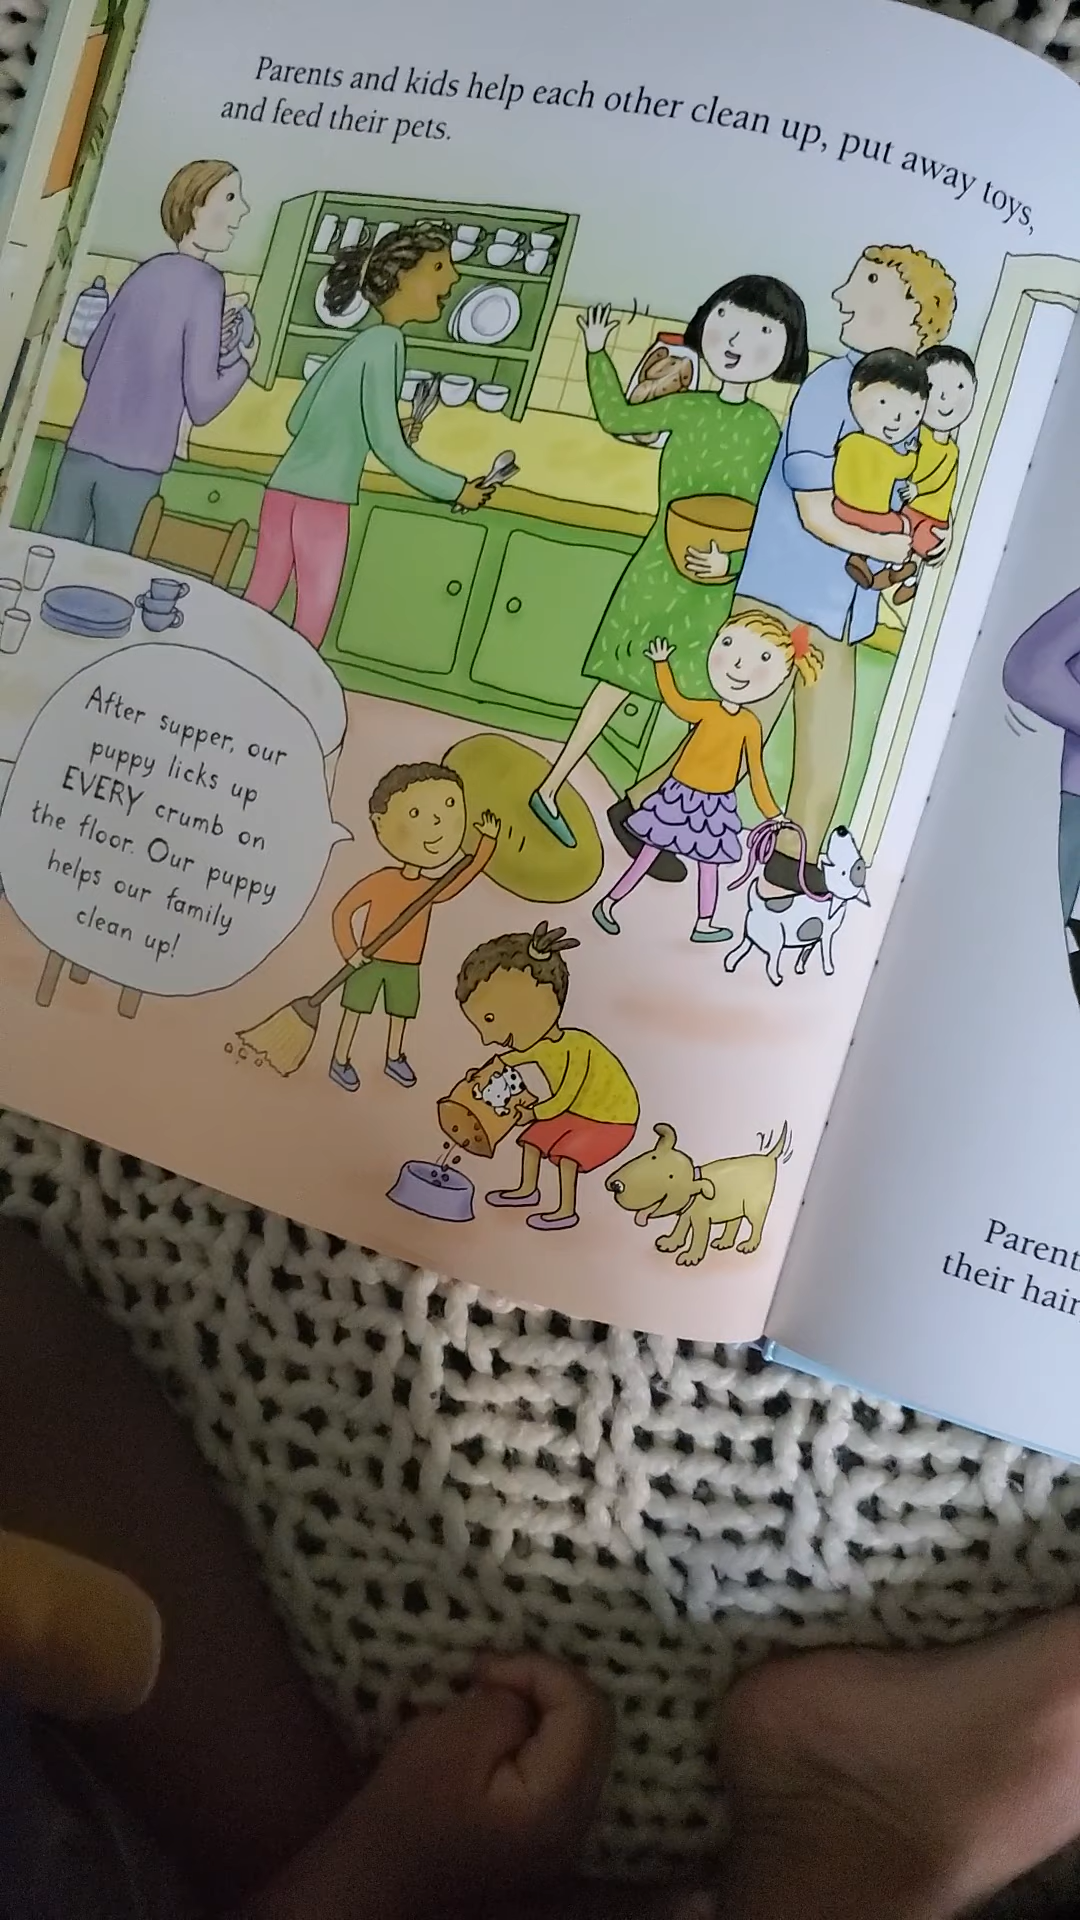 Parents and kids help each other clean up, put away toys,
and feed their pets.
After supper, our
puppy licks up
EVERY crumb on
the floor. Our puppy
helps our family
clean up!
Parent
their hair,